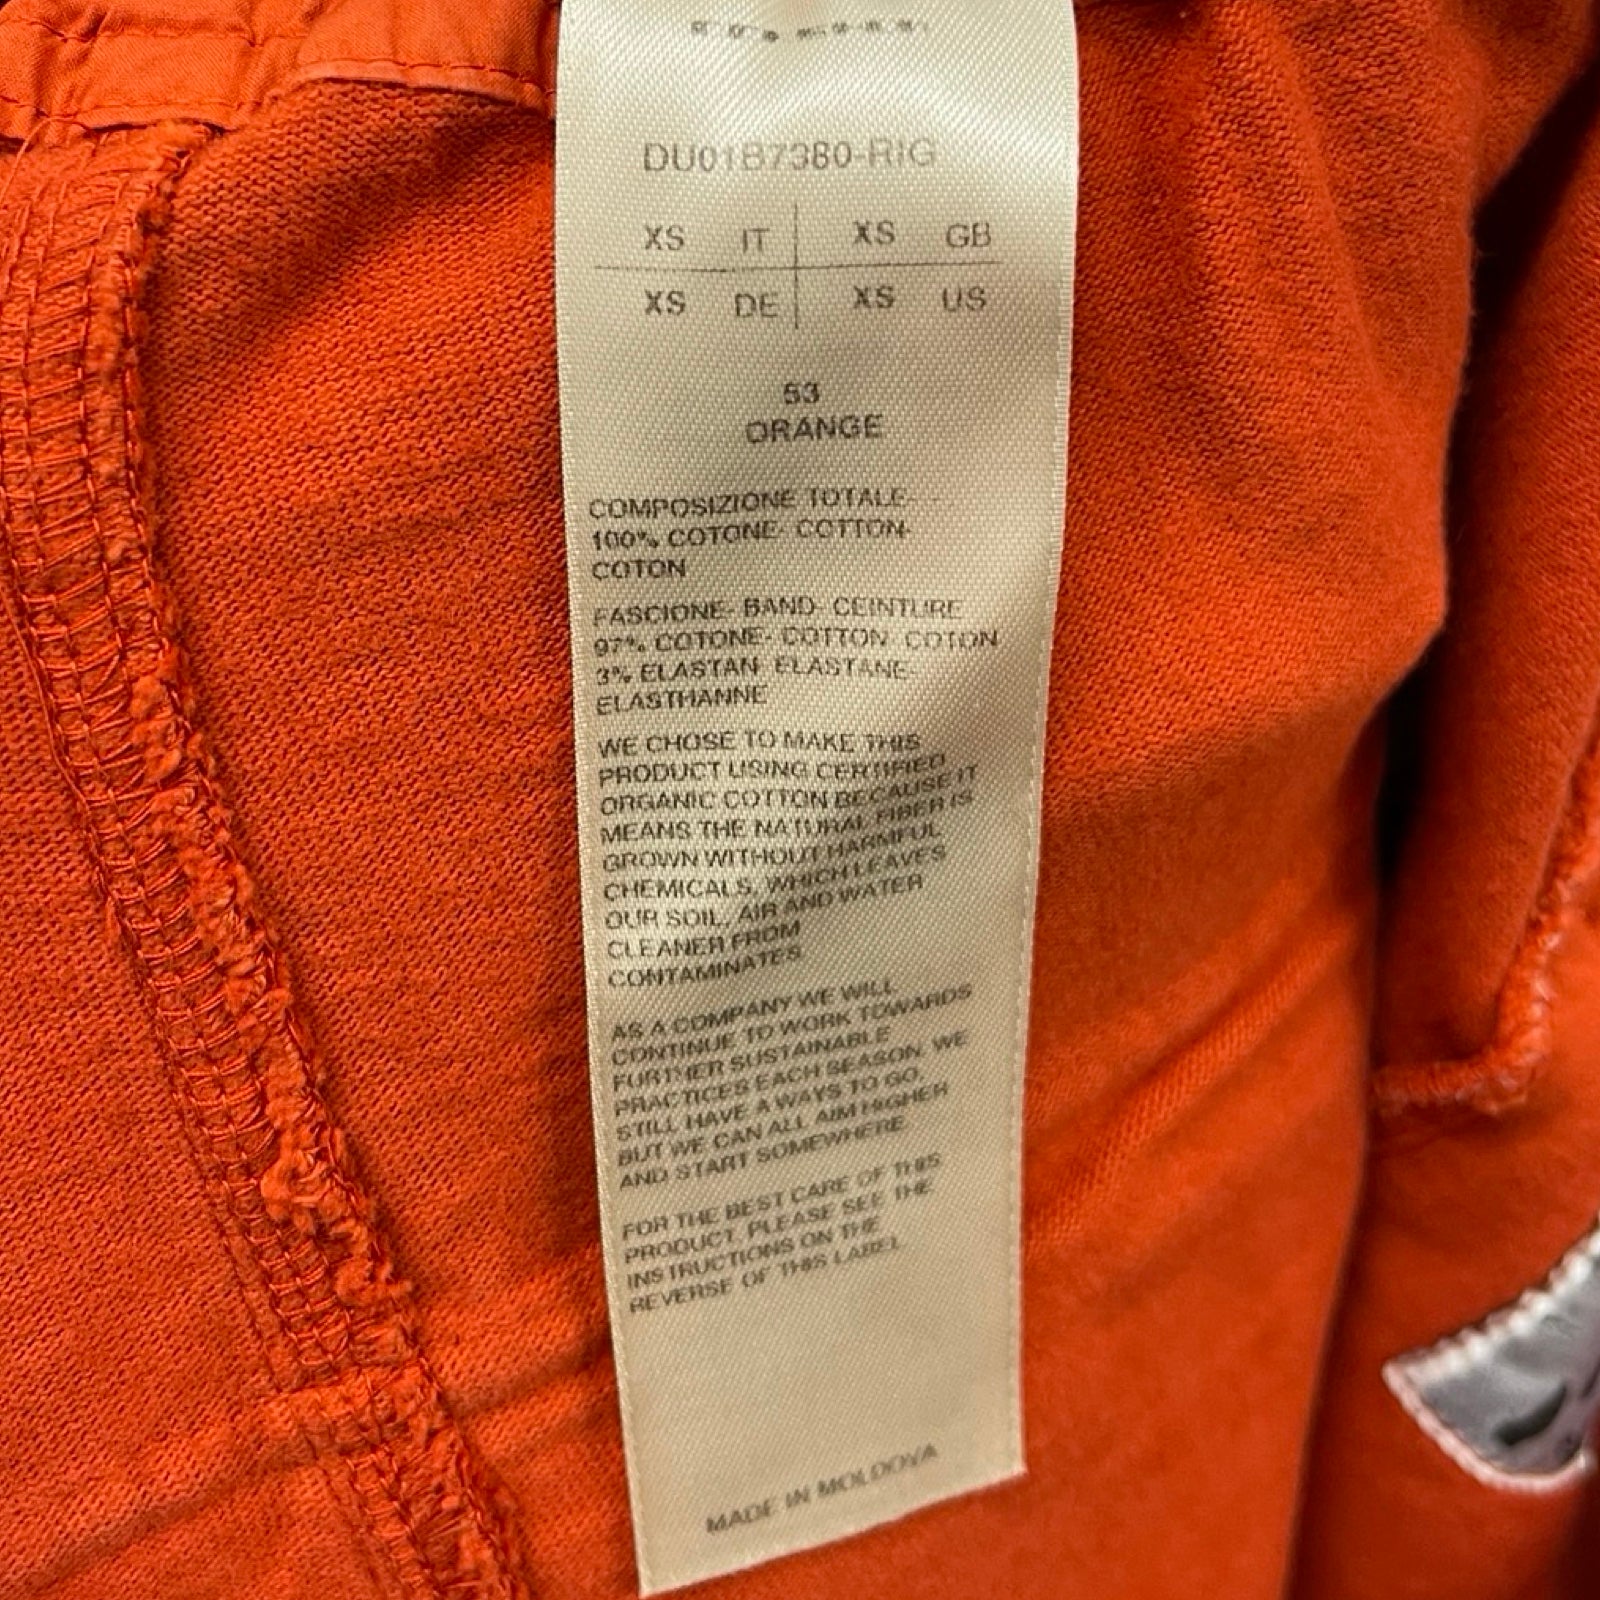 DU01B7380-RIG
XS IT XS GB
XS DE XS US
53
ORANGE
COMPOSIZIONE TOTALE- -
100% COTONE- COTTON-
COTON
FASCIONE- BAND- CEINTURE
97% COTONE- COTTON- COTON
3% ELASTAN- ELASTANE-
ELASTHANNE
WE CHOSE TO MAKE THIS
PRODUCT USING CERTIFIED
ORGANIC COTTON BECAUSE IT
MEANS THE NATURAL FIBER IS
GROWN WITHOUT HARMFUL
CHEMICALS, WHICH LEAVES
OUR SOIL, AIR AND WATER
CLEANER FROM
CONTAMINATES
AS A COMPANY WE WILL
CONTINUE TO WORK TOWARDS
FURTHER SUSTAINABLE
PRACTICES EACH SEASON. WE
STILL HAVE A WAYS TO GO,
BUT WE CAN ALL AIM HIGHER
AND START SOMEWHERE
FOR THE BEST CARE OF THIS
PRODUCT, PLEASE SEE THE
INSTRUCTIONS ON THE
REVERSE OF THIS LABEL
MADE IN MOLDOVA